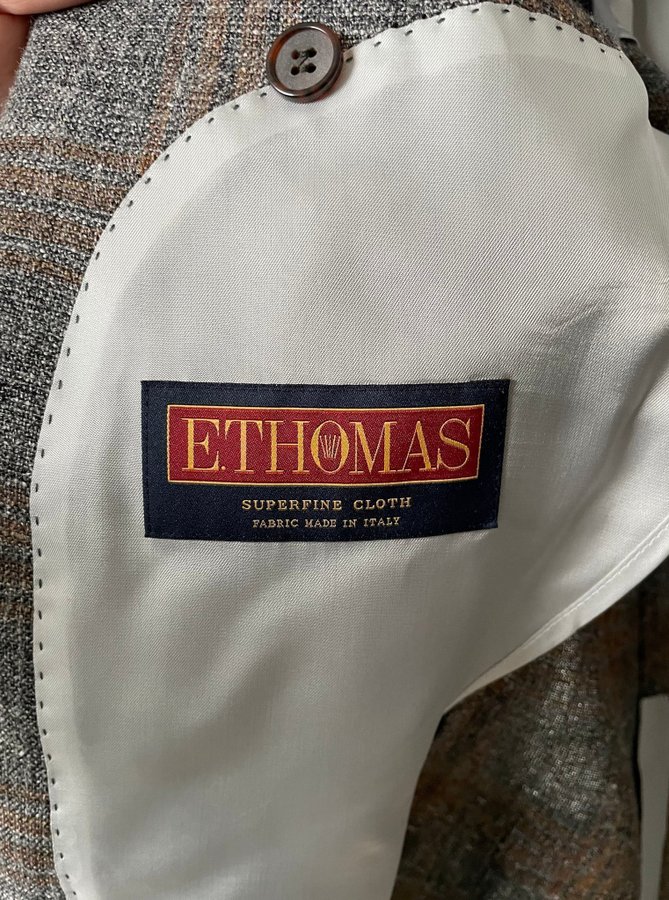 E.THOMAS
SUPERFINE CLOTH
FABRIC MADE IN ITALY